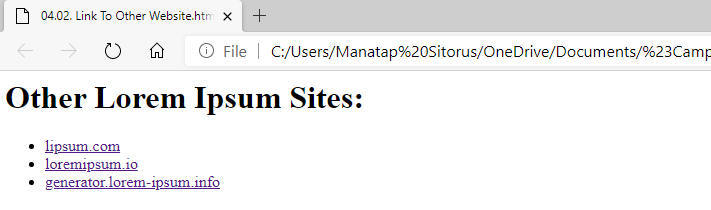 04.02. Link To Other Website.htm
File C:/Users/Manatap%20Sitorus/OneDrive/Documents/%23Camp
Other Lorem Ipsum Sites:
lipsum.com
loremipsum.io
generator.lorem-ipsum.info